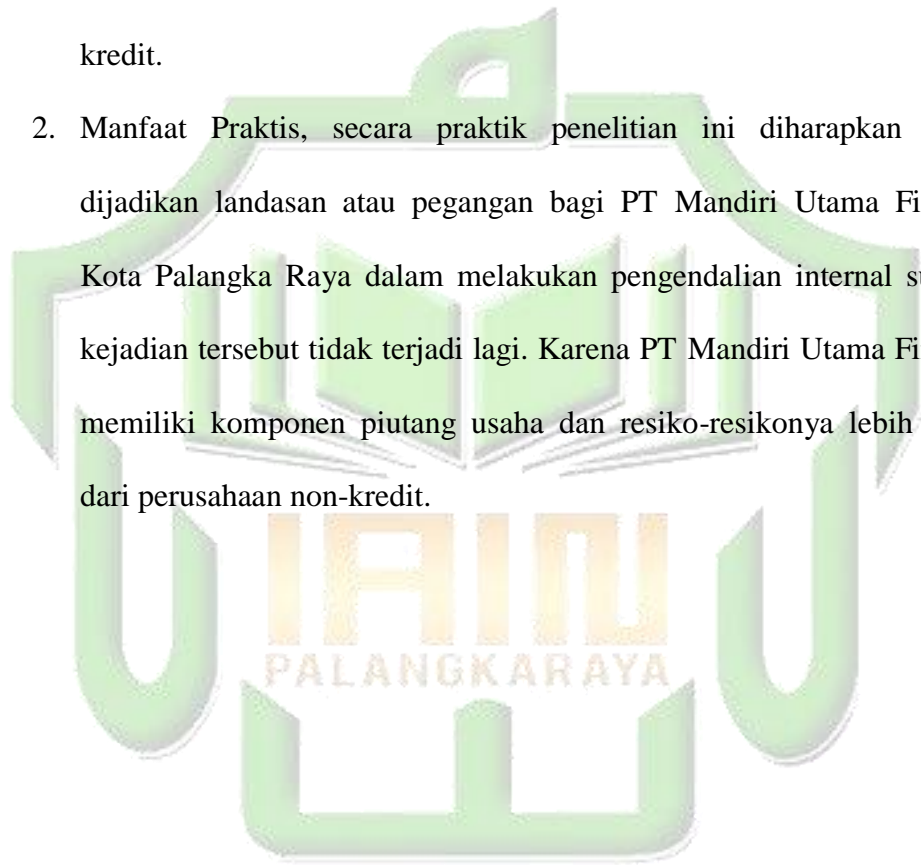 kredit.
2. Manfaat Praktis, secara praktik penelitian ini diharapkan
dijadikan landasan atau pegangan bagi PT Mandiri Utama Fi
Kota Palangka Raya dalam melakukan pengendalian internal su
kejadian tersebut tidak terjadi lagi. Karena PT Mandiri Utama Fi
memiliki komponen piutang usaha dan resiko-resikonya lebih
dari perusahaan non-kredit.
IAIN
PALANGKARAYA